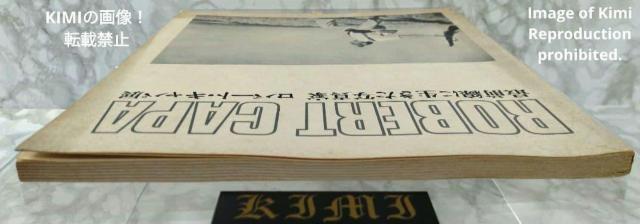 KIMIの画像！
転載禁止
Image of Kimi
Reproduction
prohibited.
最前線に生きた写真家 ロバート・キャパ展
ROBERT CAPA
KIMI